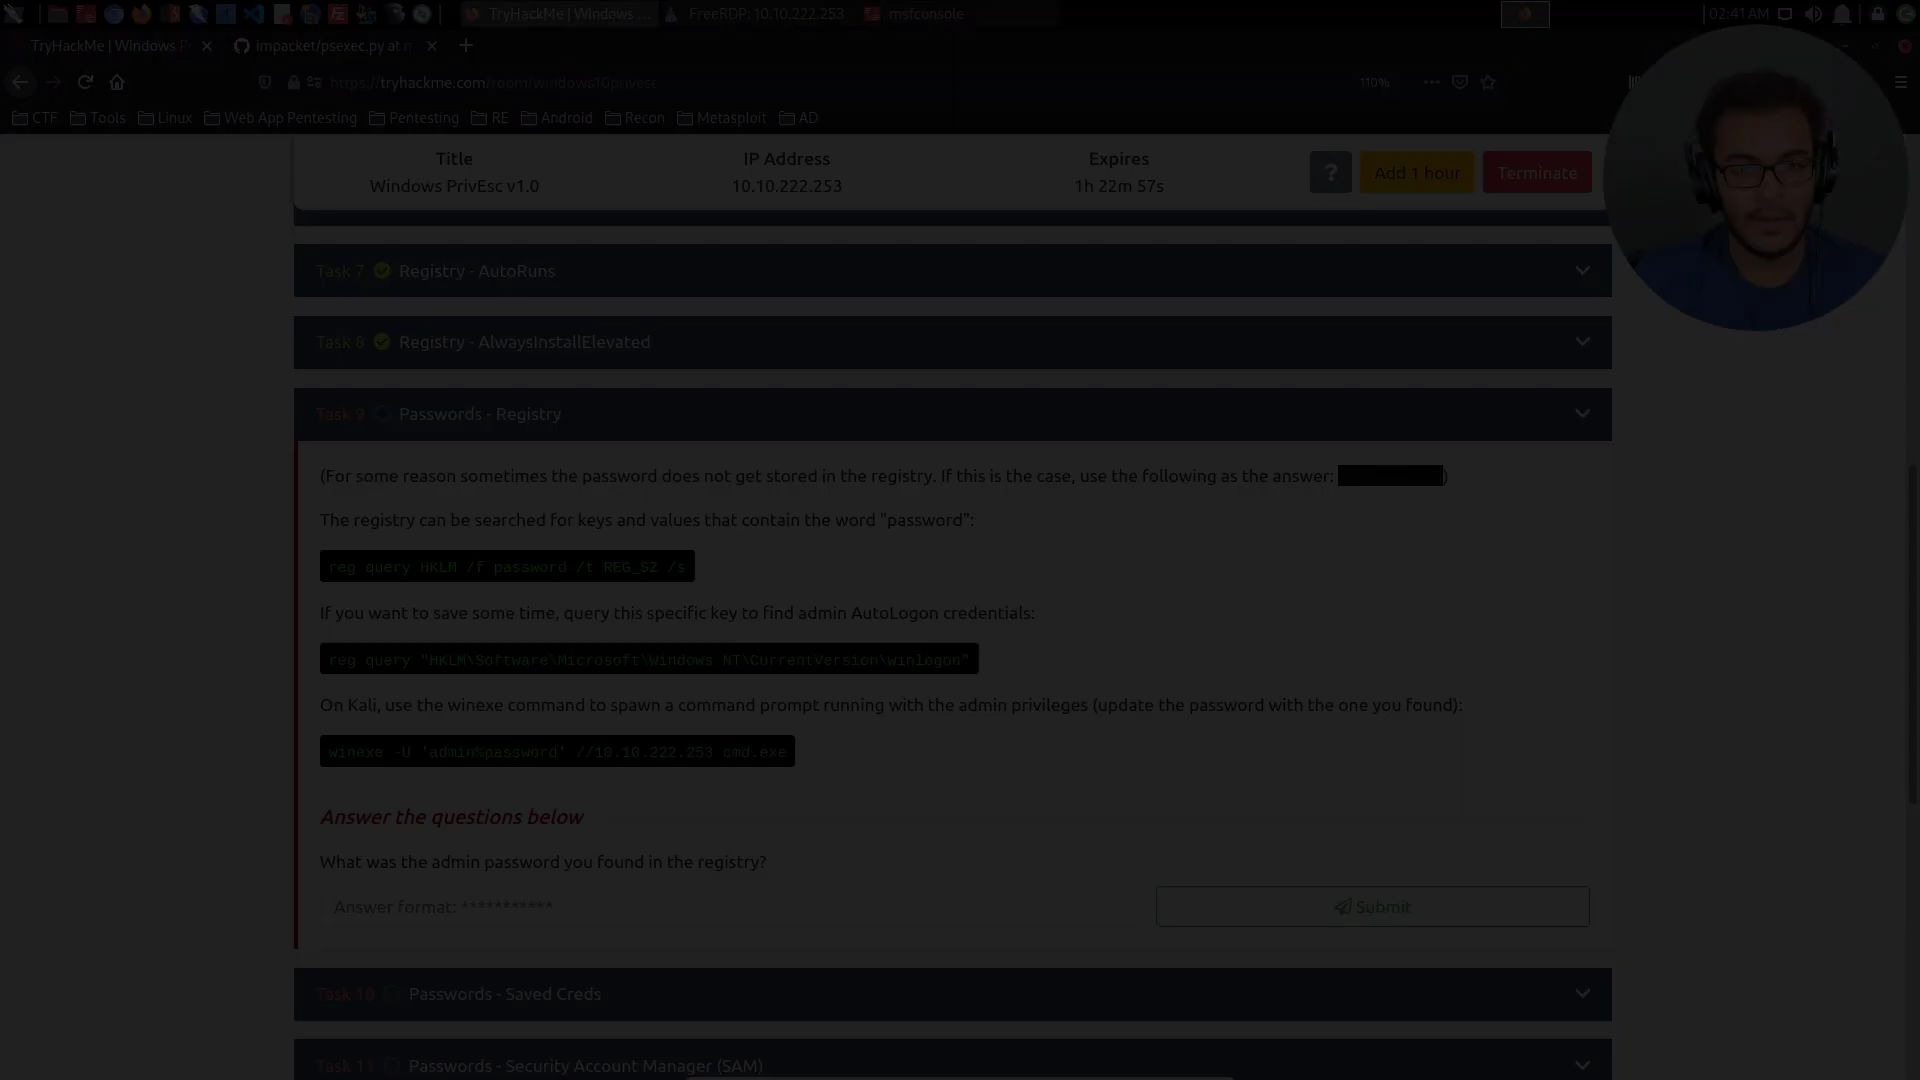 TryHackMe | Windows ...
FreeRDP: 10.10.222.253
msfconsole
02:41 AM
TryHackMe | Windows P
impacket/psexec.py at
https://tryhackme.com/room/windows10privesc
110%
CTF
Tools
Linux
Web App Pentesting
Pentesting
RE
Android
Recon
Metasploit
AD
Title
IP Address
Expires
Windows PrivEsc v1.0
10.10.222.253
1h 22m 57s
?
Add 1 hour
Terminate
Task 7 Registry - AutoRuns
Task 8 Registry - AlwaysInstallElevated
Task 9 Passwords - Registry
(For some reason sometimes the password does not get stored in the registry. If this is the case, use the following as the answer: )
The registry can be searched for keys and values that contain the word "password":
reg query HKLM /f password /t REG_SZ /s
If you want to save some time, query this specific key to find admin AutoLogon credentials:
reg query "HKLM\Software\Microsoft\Windows NT\CurrentVersion\winlogon"
On Kali, use the winexe command to spawn a command prompt running with the admin privileges (update the password with the one you found):
winexe -U 'admin%password' //10.10.222.253 cmd.exe
Answer the questions below
What was the admin password you found in the registry?
Answer format: ***********
Submit
Task 10 Passwords - Saved Creds
Task 11 Passwords - Security Account Manager (SAM)